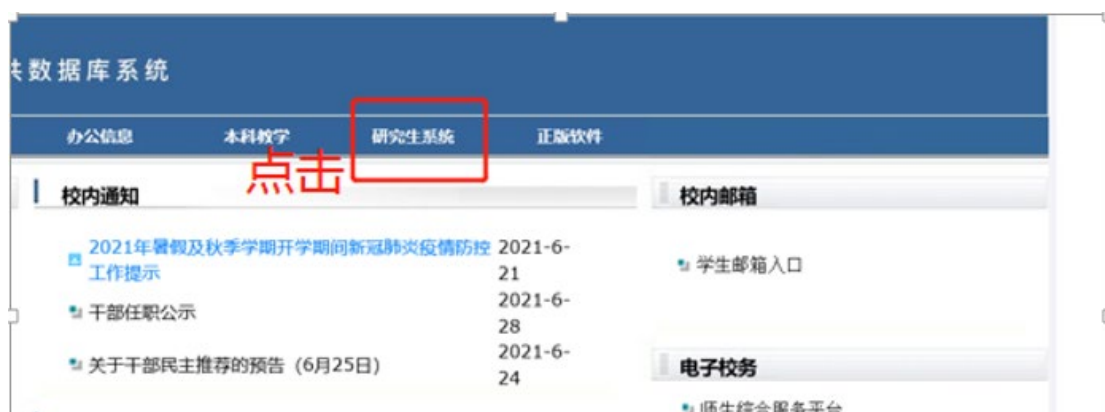 共数据库系统
办公信息 本科教学 研究生系统 正版软件
点击
校内通知 校内邮箱
2021年暑假及秋季学期开学期间新冠肺炎疫情防控 2021-6-
工作提示 21
学生邮箱入口
干部任职公示 2021-6-
28
关于干部民主推荐的预告（6月25日） 2021-6-
24
电子校务
师生综合服务平台